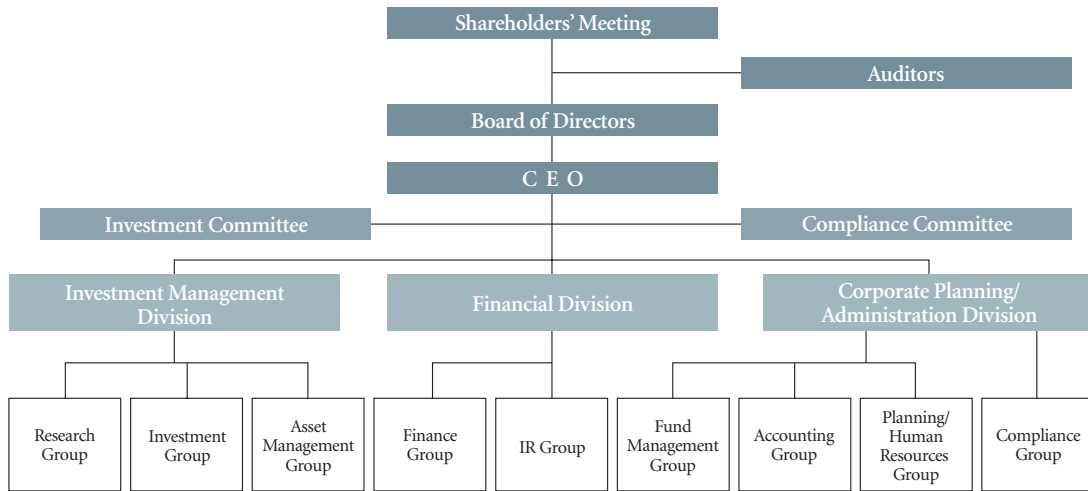 Shareholders' Meeting
Auditors
Board of Directors
C E O
Investment Committee
Compliance Committee
Investment Management
Division
Financial Division
Corporate Planning/
Administration Division
Research
Group
Investment
Group
Asset
Management
Group
Finance
Group
IR Group
Fund
Management
Group
Accounting
Group
Planning/
Human
Resources
Group
Compliance
Group